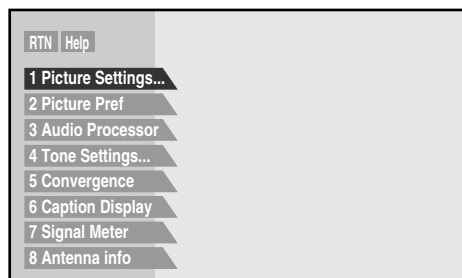 RTN Help
1 Picture Settings...
2 Picture Pref
3 Audio Processor
4 Tone Settings...
5 Convergence
6 Caption Display
7 Signal Meter
8 Antenna info